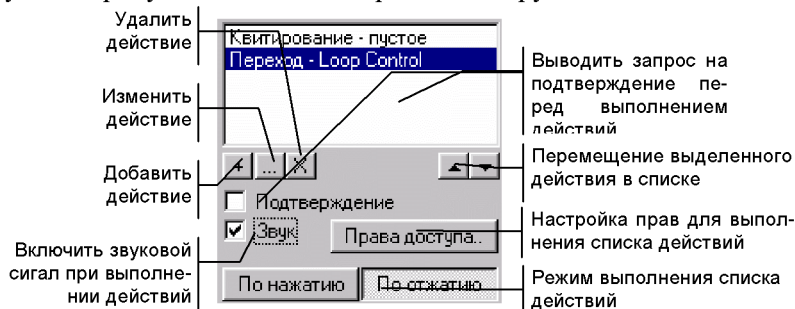 Удалить
действие
Изменить
действие
Добавить
действие
Включить звуковой
сигал при выполне-
нии действий
Квитирование - пустое
Переход - Loop Control
...
Подтверждение
Звук
Права доступа..
По нажатию
По отжатию
Выводить запрос на
подтверждение пе-
ред выполнением
действий
Перемещение выделенного
действия в списке
Настройка прав для выпол-
нения списка действий
Режим выполнения списка
действий